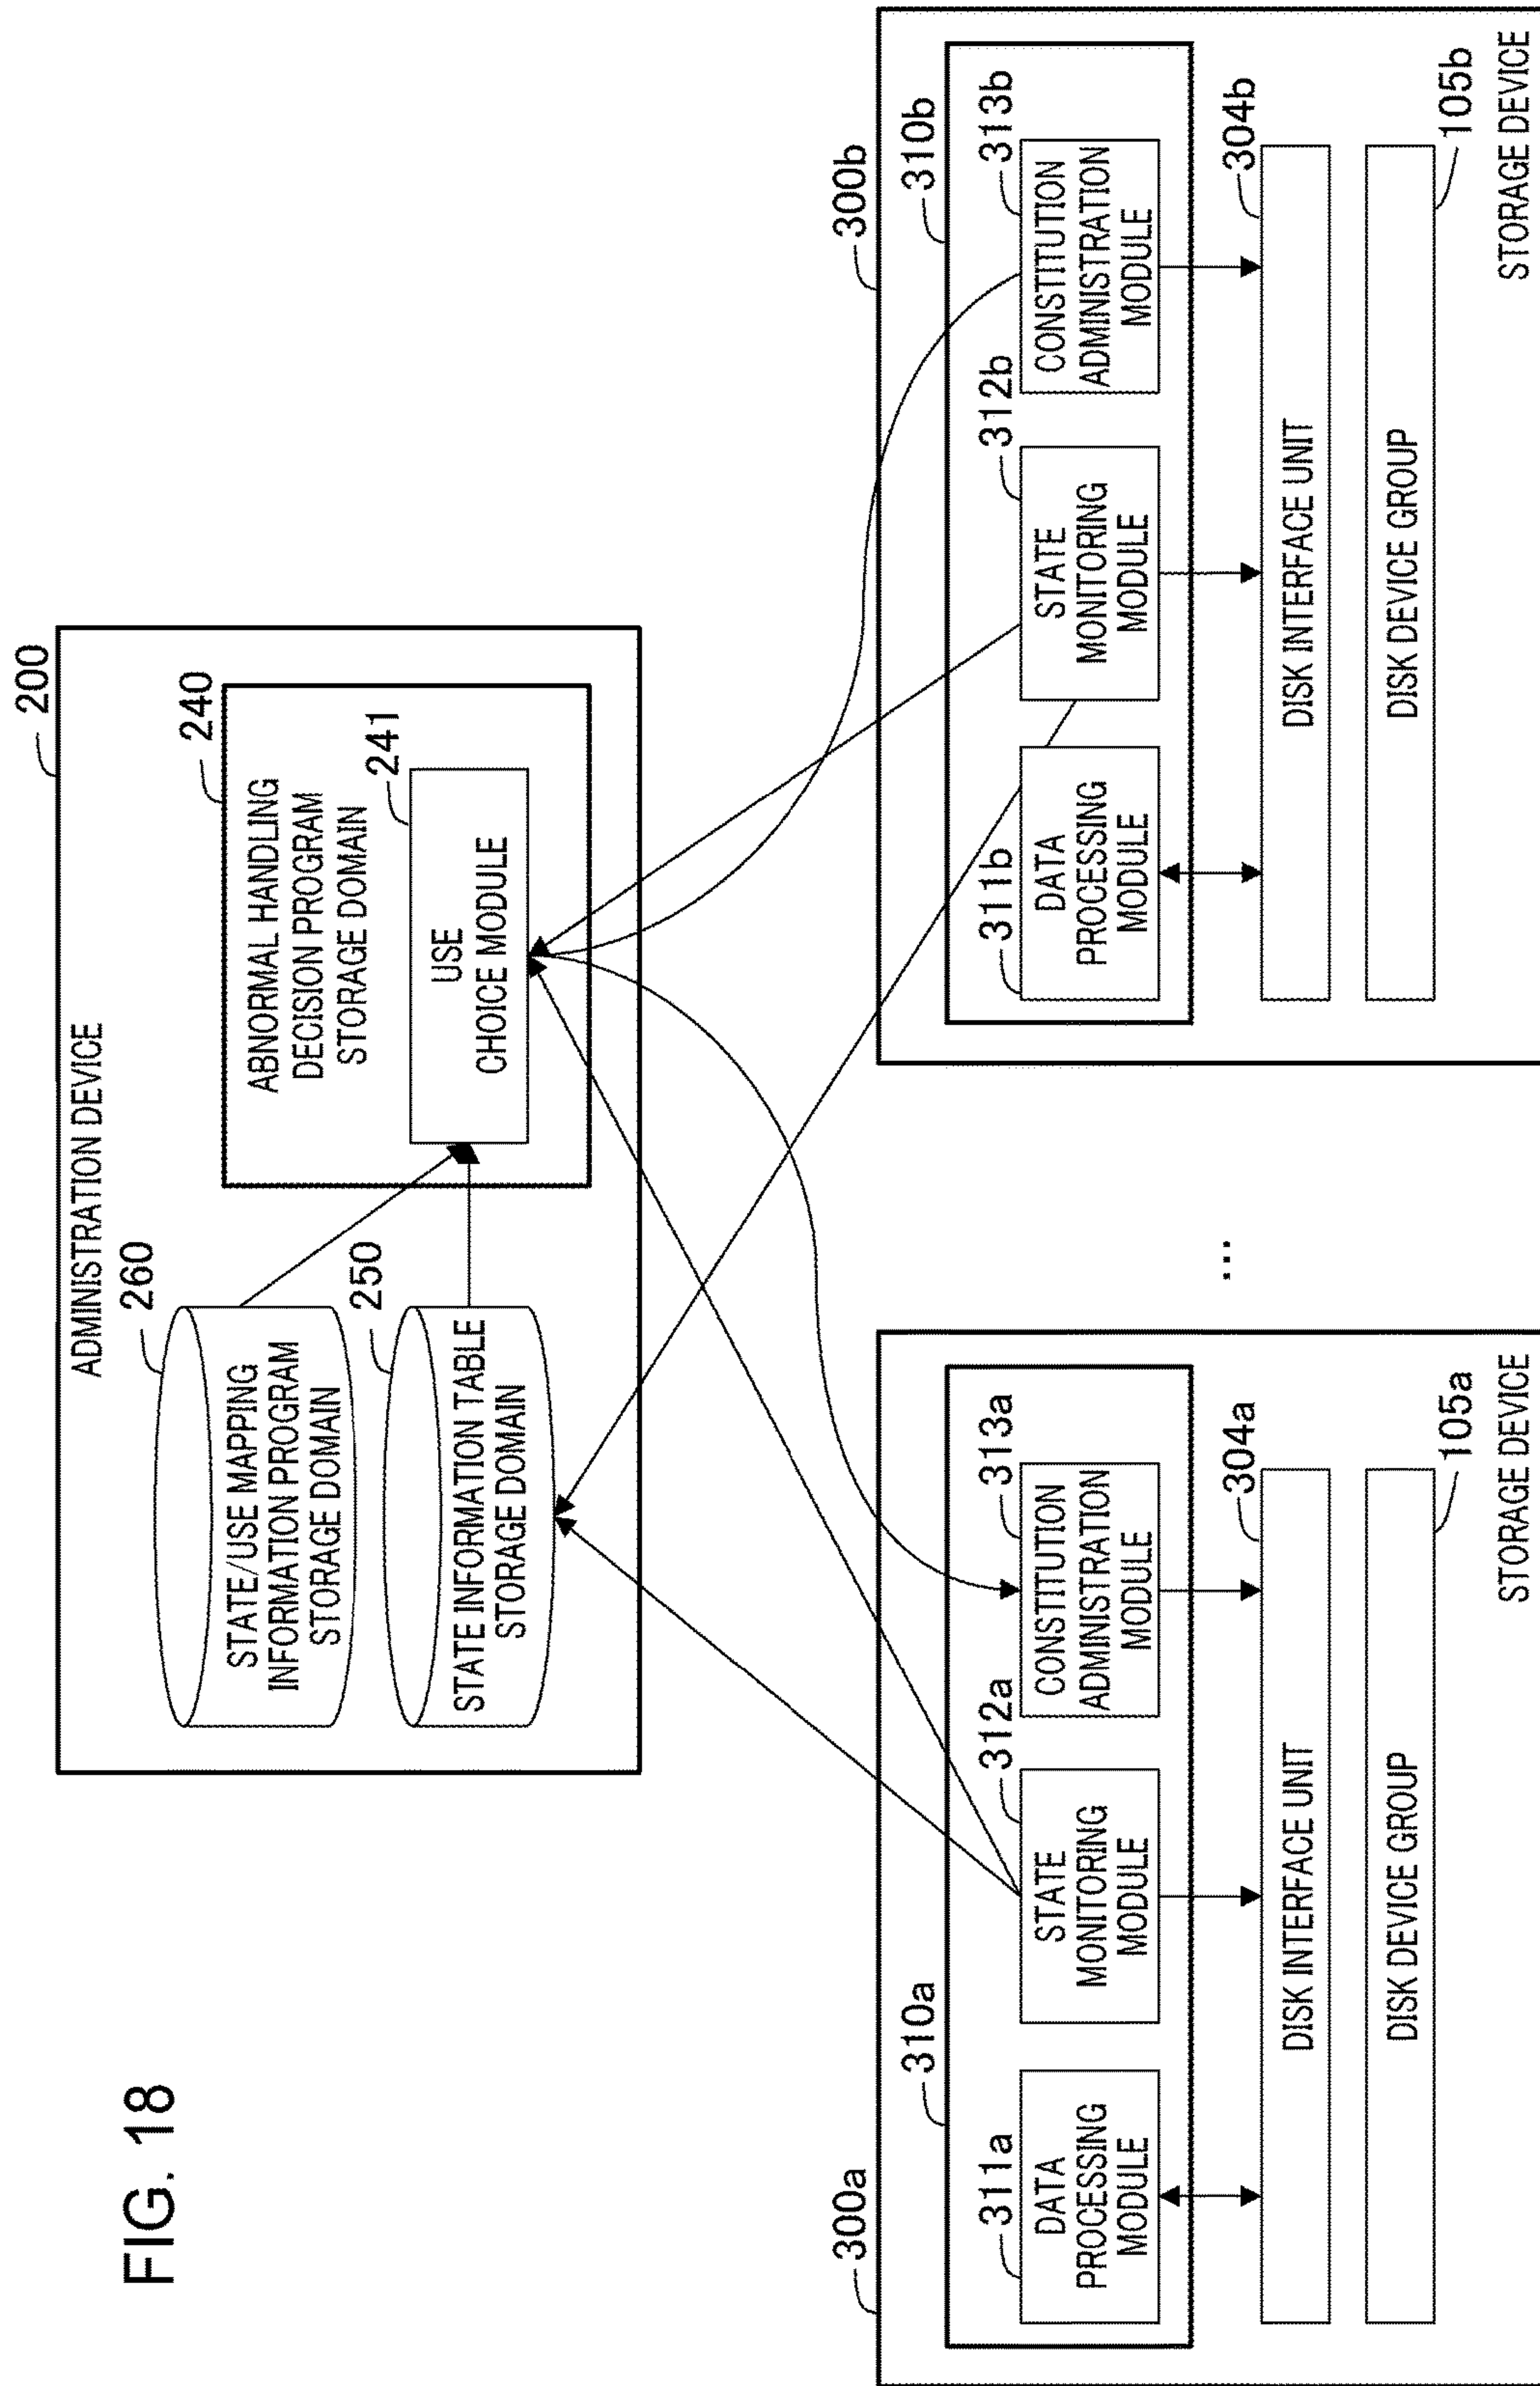 FIG. 18
200
ADMINISTRATION DEVICE
260
STATE/USE MAPPING
INFORMATION PROGRAM
STORAGE DOMAIN
250
STATE INFORMATION TABLE
STORAGE DOMAIN
240
ABNORMAL HANDLING
DECISION PROGRAM
STORAGE DOMAIN
241
USE
CHOICE MODULE
300a
310a
311a
DATA
PROCESSING
MODULE
312a
STATE
MONITORING
MODULE
313a
CONSTITUTION
ADMINISTRATION
MODULE
304a
DISK INTERFACE UNIT
105a
DISK DEVICE GROUP
STORAGE DEVICE
...
300b
310b
311b
DATA
PROCESSING
MODULE
312b
STATE
MONITORING
MODULE
313b
CONSTITUTION
ADMINISTRATION
MODULE
304b
DISK INTERFACE UNIT
105b
DISK DEVICE GROUP
STORAGE DEVICE